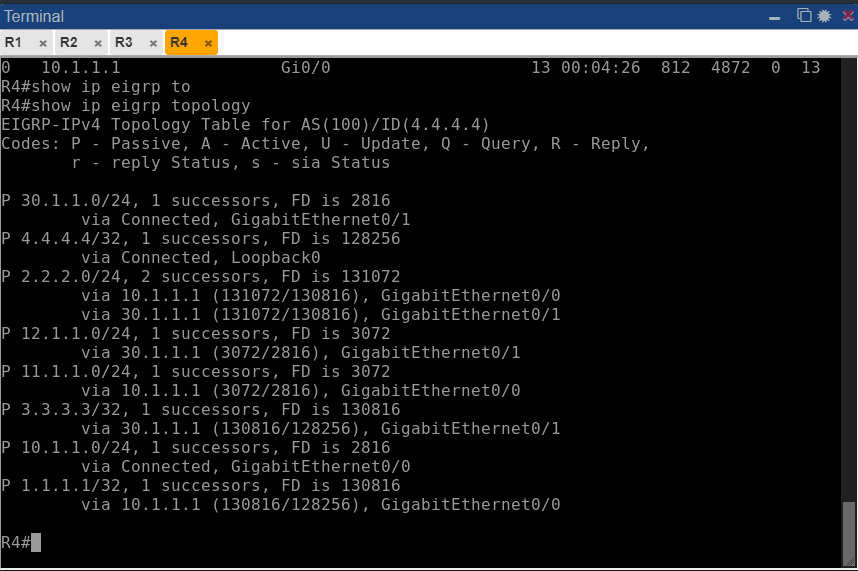 Terminal
R1 × R2 × R3 × R4 ×
0   10.1.1.1                Gi0/0                    13 00:04:26  812  4872  0  13
R4#show ip eigrp to
R4#show ip eigrp topology
EIGRP-IPv4 Topology Table for AS(100)/ID(4.4.4.4)
Codes: P - Passive, A - Active, U - Update, Q - Query, R - Reply,
       r - reply Status, s - sia Status
P 30.1.1.0/24, 1 successors, FD is 2816
        via Connected, GigabitEthernet0/1
P 4.4.4.4/32, 1 successors, FD is 128256
        via Connected, Loopback0
P 2.2.2.0/24, 2 successors, FD is 131072
        via 10.1.1.1 (131072/130816), GigabitEthernet0/0
        via 30.1.1.1 (131072/130816), GigabitEthernet0/1
P 12.1.1.0/24, 1 successors, FD is 3072
        via 30.1.1.1 (3072/2816), GigabitEthernet0/1
P 11.1.1.0/24, 1 successors, FD is 3072
        via 10.1.1.1 (3072/2816), GigabitEthernet0/0
P 3.3.3.3/32, 1 successors, FD is 130816
        via 30.1.1.1 (130816/128256), GigabitEthernet0/1
P 10.1.1.0/24, 1 successors, FD is 2816
        via Connected, GigabitEthernet0/0
P 1.1.1.1/32, 1 successors, FD is 130816
        via 10.1.1.1 (130816/128256), GigabitEthernet0/0
R4#